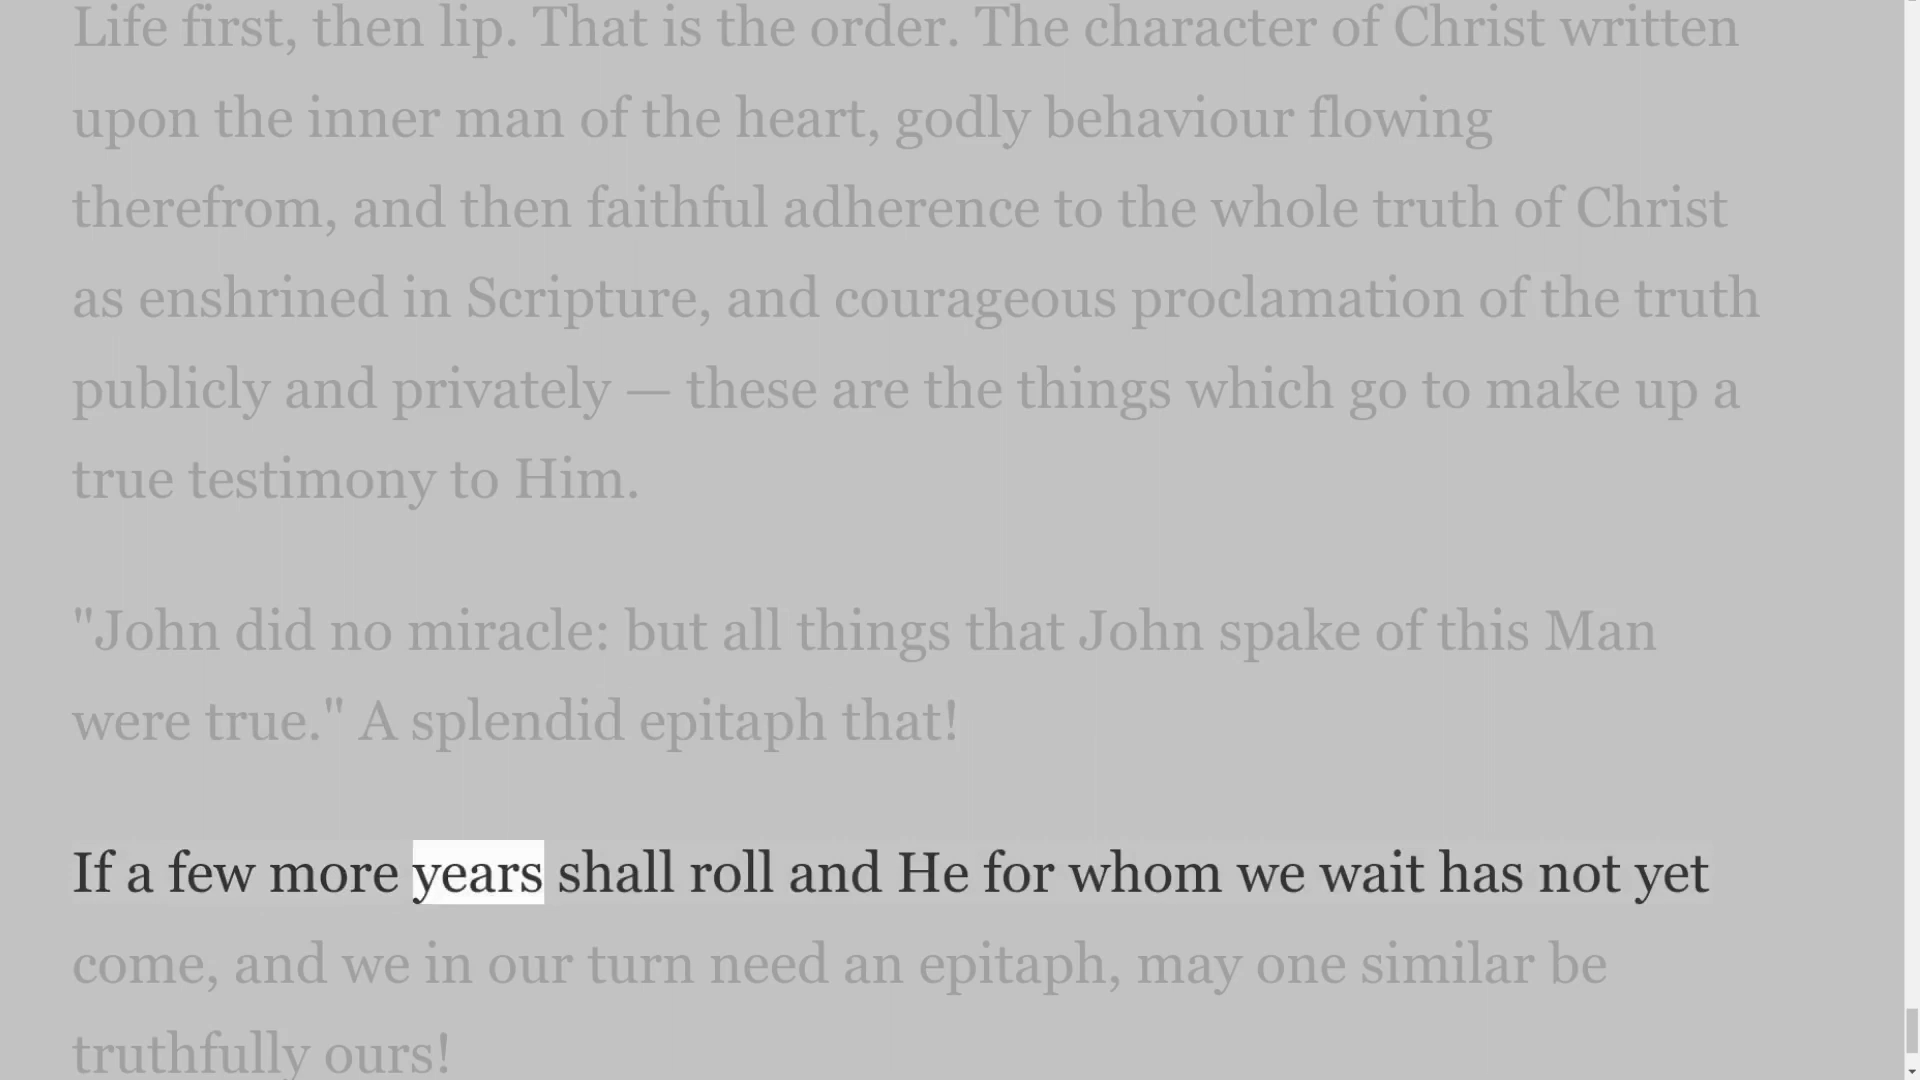 Life first, then lip. That is the order. The character of Christ written
upon the inner man of the heart, godly behaviour flowing
therefrom, and then faithful adherence to the whole truth of Christ
as enshrined in Scripture, and courageous proclamation of the truth
publicly and privately — these are the things which go to make up a
true testimony to Him.
"John did no miracle: but all things that John spake of this Man
were true." A splendid epitaph that!
If a few more years shall roll and He for whom we wait has not yet
come, and we in our turn need an epitaph, may one similar be
truthfully ours!